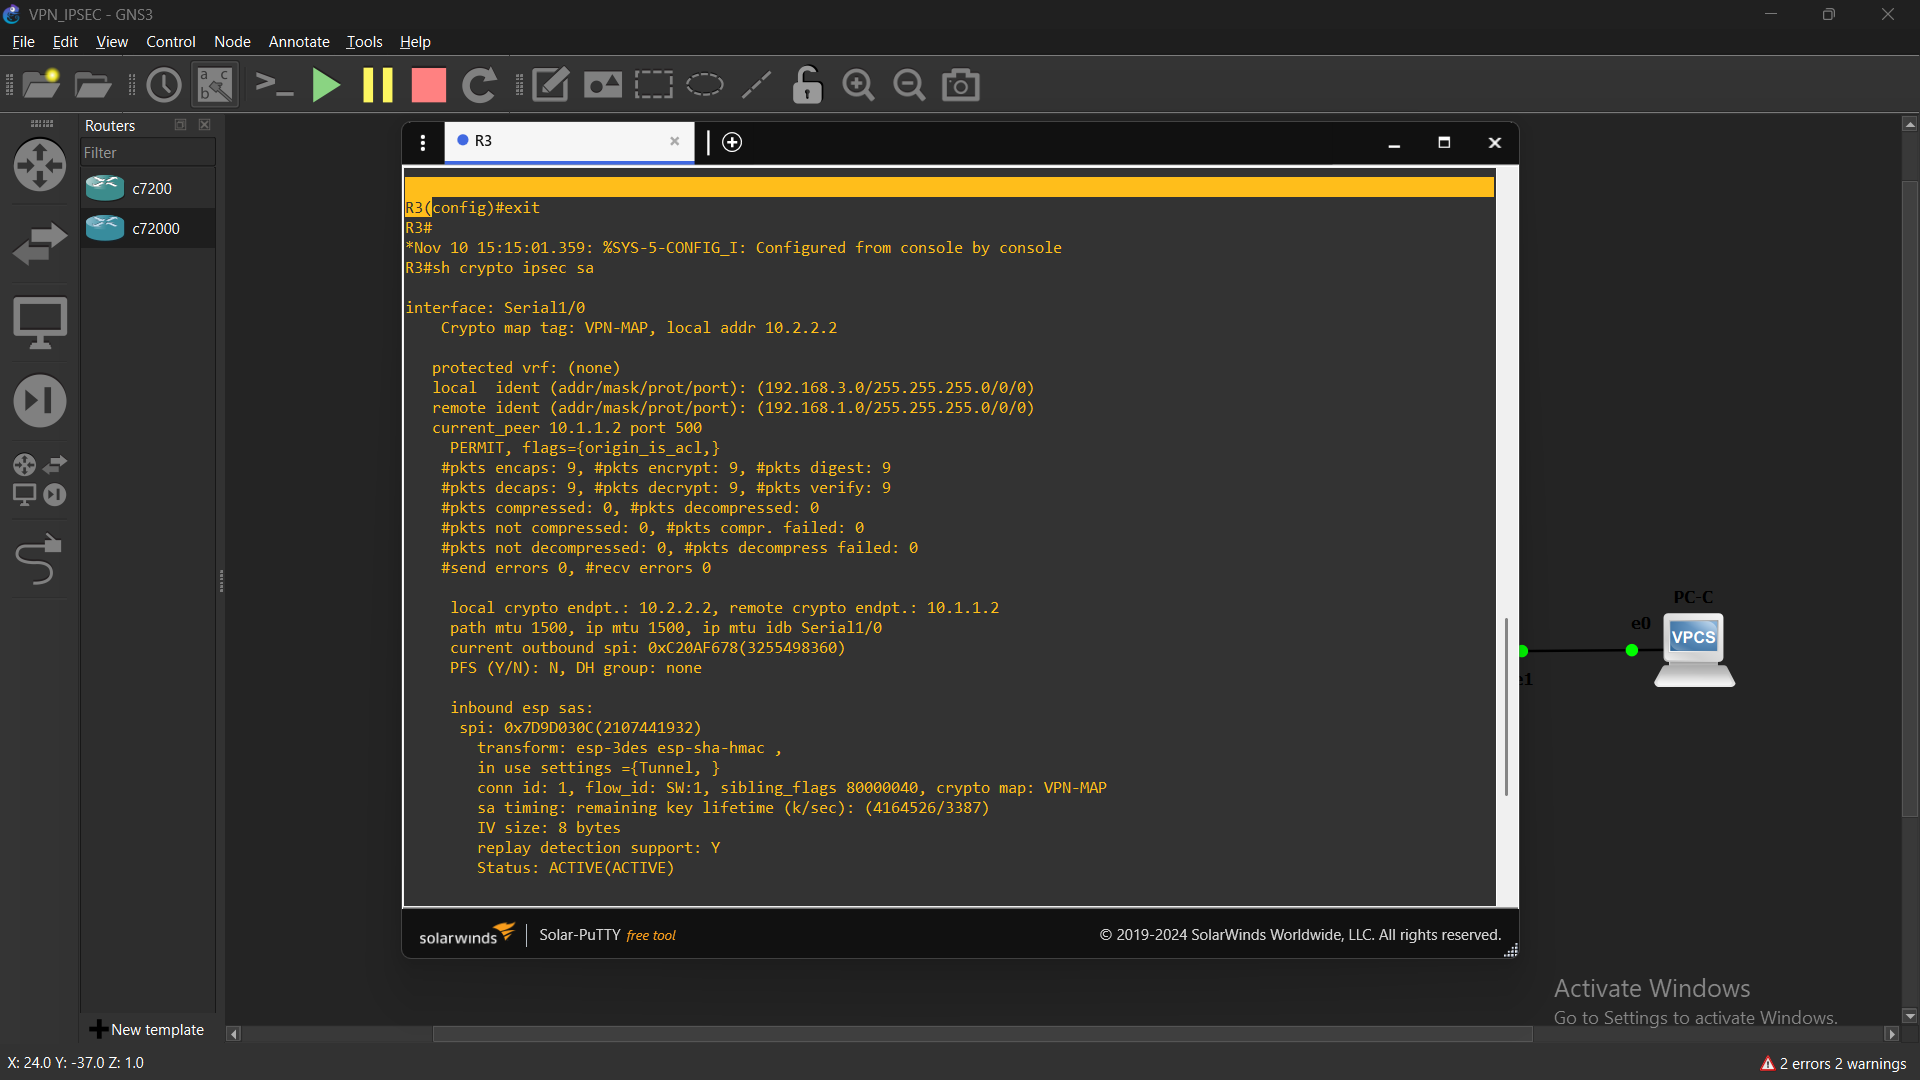 VPN_IPSEC - GNS3
File Edit View Control Node Annotate Tools Help
Routers
Filter
c7200
c72000
R3
R3(config)#exit
R3#
*Nov 10 15:15:01.359: %SYS-5-CONFIG_I: Configured from console by console
R3#sh crypto ipsec sa
interface: Serial1/0
Crypto map tag: VPN-MAP, local addr 10.2.2.2
protected vrf: (none)
local ident (addr/mask/prot/port): (192.168.3.0/255.255.255.0/0/0)
remote ident (addr/mask/prot/port): (192.168.1.0/255.255.255.0/0/0)
current_peer 10.1.1.2 port 500
PERMIT, flags={origin_is_acl,}
#pkts encaps: 9, #pkts encrypt: 9, #pkts digest: 9
#pkts decaps: 9, #pkts decrypt: 9, #pkts verify: 9
#pkts compressed: 0, #pkts decompressed: 0
#pkts not compressed: 0, #pkts compr. failed: 0
#pkts not decompressed: 0, #pkts decompress failed: 0
#send errors 0, #recv errors 0
local crypto endpt.: 10.2.2.2, remote crypto endpt.: 10.1.1.2
path mtu 1500, ip mtu 1500, ip mtu idb Serial1/0
current outbound spi: 0xC20AF678(3255498360)
PFS (Y/N): N, DH group: none
inbound esp sas:
spi: 0x7D9D030C(2107441932)
transform: esp-3des esp-sha-hmac ,
in use settings ={Tunnel, }
conn id: 1, flow_id: SW:1, sibling_flags 80000040, crypto map: VPN-MAP
sa timing: remaining key lifetime (k/sec): (4164526/3387)
IV size: 8 bytes
replay detection support: Y
Status: ACTIVE(ACTIVE)
solarwinds
Solar-PuTTY free tool
© 2019-2024 SolarWinds Worldwide, LLC. All rights reserved.
PC-C
e0
VPCS
e1
Activate Windows
Go to Settings to activate Windows.
New template
X: 24.0 Y: -37.0 Z: 1.0
2 errors 2 warnings